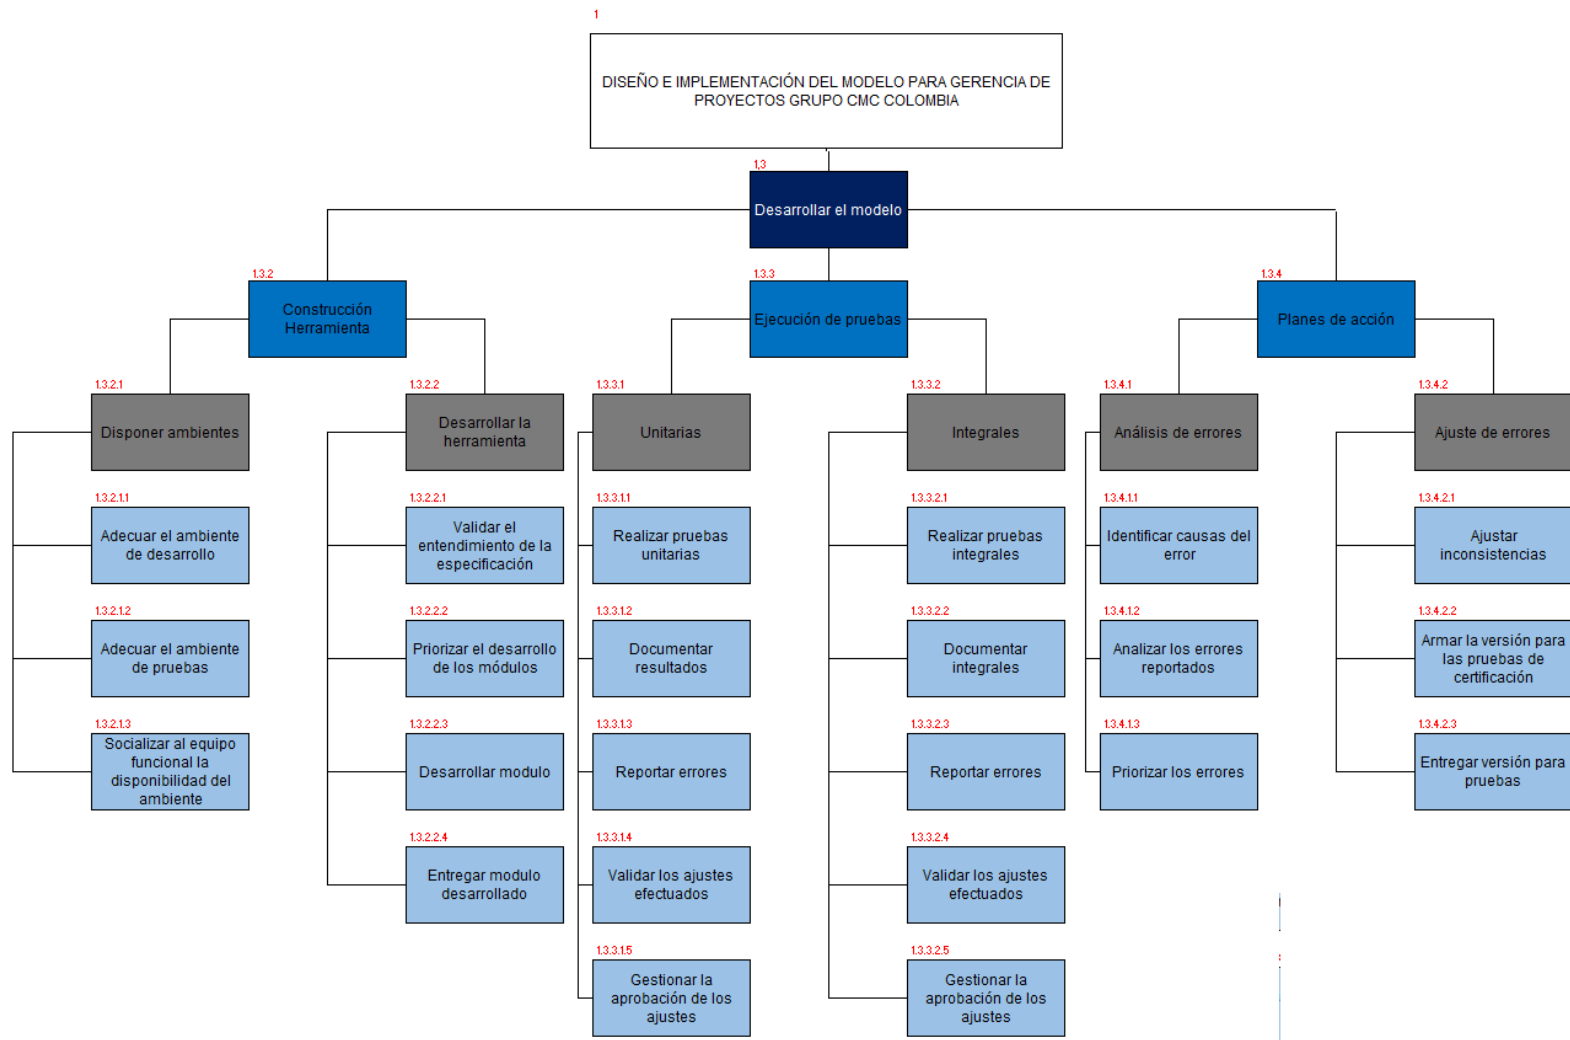 1
DISEÑO E IMPLEMENTACIÓN DEL MODELO PARA GERENCIA DE
PROYECTOS GRUPO CMC COLOMBIA
1,3
Desarrollar el modelo
1.3.2
Construcción
Herramienta
1.3.3
Ejecución de pruebas
1.3.4
Planes de acción
1.3.2.1
Disponer ambientes
1.3.2.2
Desarrollar la
herramienta
1.3.3.1
Unitarias
1.3.3.2
Integrales
1.3.4.1
Análisis de errores
1.3.4.2
Ajuste de errores
1.3.2.1.1
Adecuar el ambiente
de desarrollo
1.3.2.2.1
Validar el
entendimiento de la
especificación
1.3.3.1.1
Realizar pruebas
unitarias
1.3.3.2.1
Realizar pruebas
integrales
1.3.4.1.1
Identificar causas del
error
1.3.4.2.1
Ajustar
inconsistencias
1.3.2.1.2
Adecuar el ambiente
de pruebas
1.3.2.2.2
Priorizar el desarrollo
de los módulos
1.3.3.1.2
Documentar
resultados
1.3.3.2.2
Documentar
integrales
1.3.4.1.2
Analizar los errores
reportados
1.3.4.2.2
Armar la versión para
las pruebas de
certificación
1.3.2.1.3
Socializar al equipo
funcional la
disponibilidad del
ambiente
1.3.2.2.3
Desarrollar modulo
1.3.3.1.3
Reportar errores
1.3.3.2.3
Reportar errores
1.3.4.1.3
Priorizar los errores
1.3.4.2.3
Entregar versión para
pruebas
1.3.2.2.4
Entregar modulo
desarrollado
1.3.3.1.4
Validar los ajustes
efectuados
1.3.3.2.4
Validar los ajustes
efectuados
1.3.3.1.5
Gestionar la
aprobación de los
ajustes
1.3.3.2.5
Gestionar la
aprobación de los
ajustes